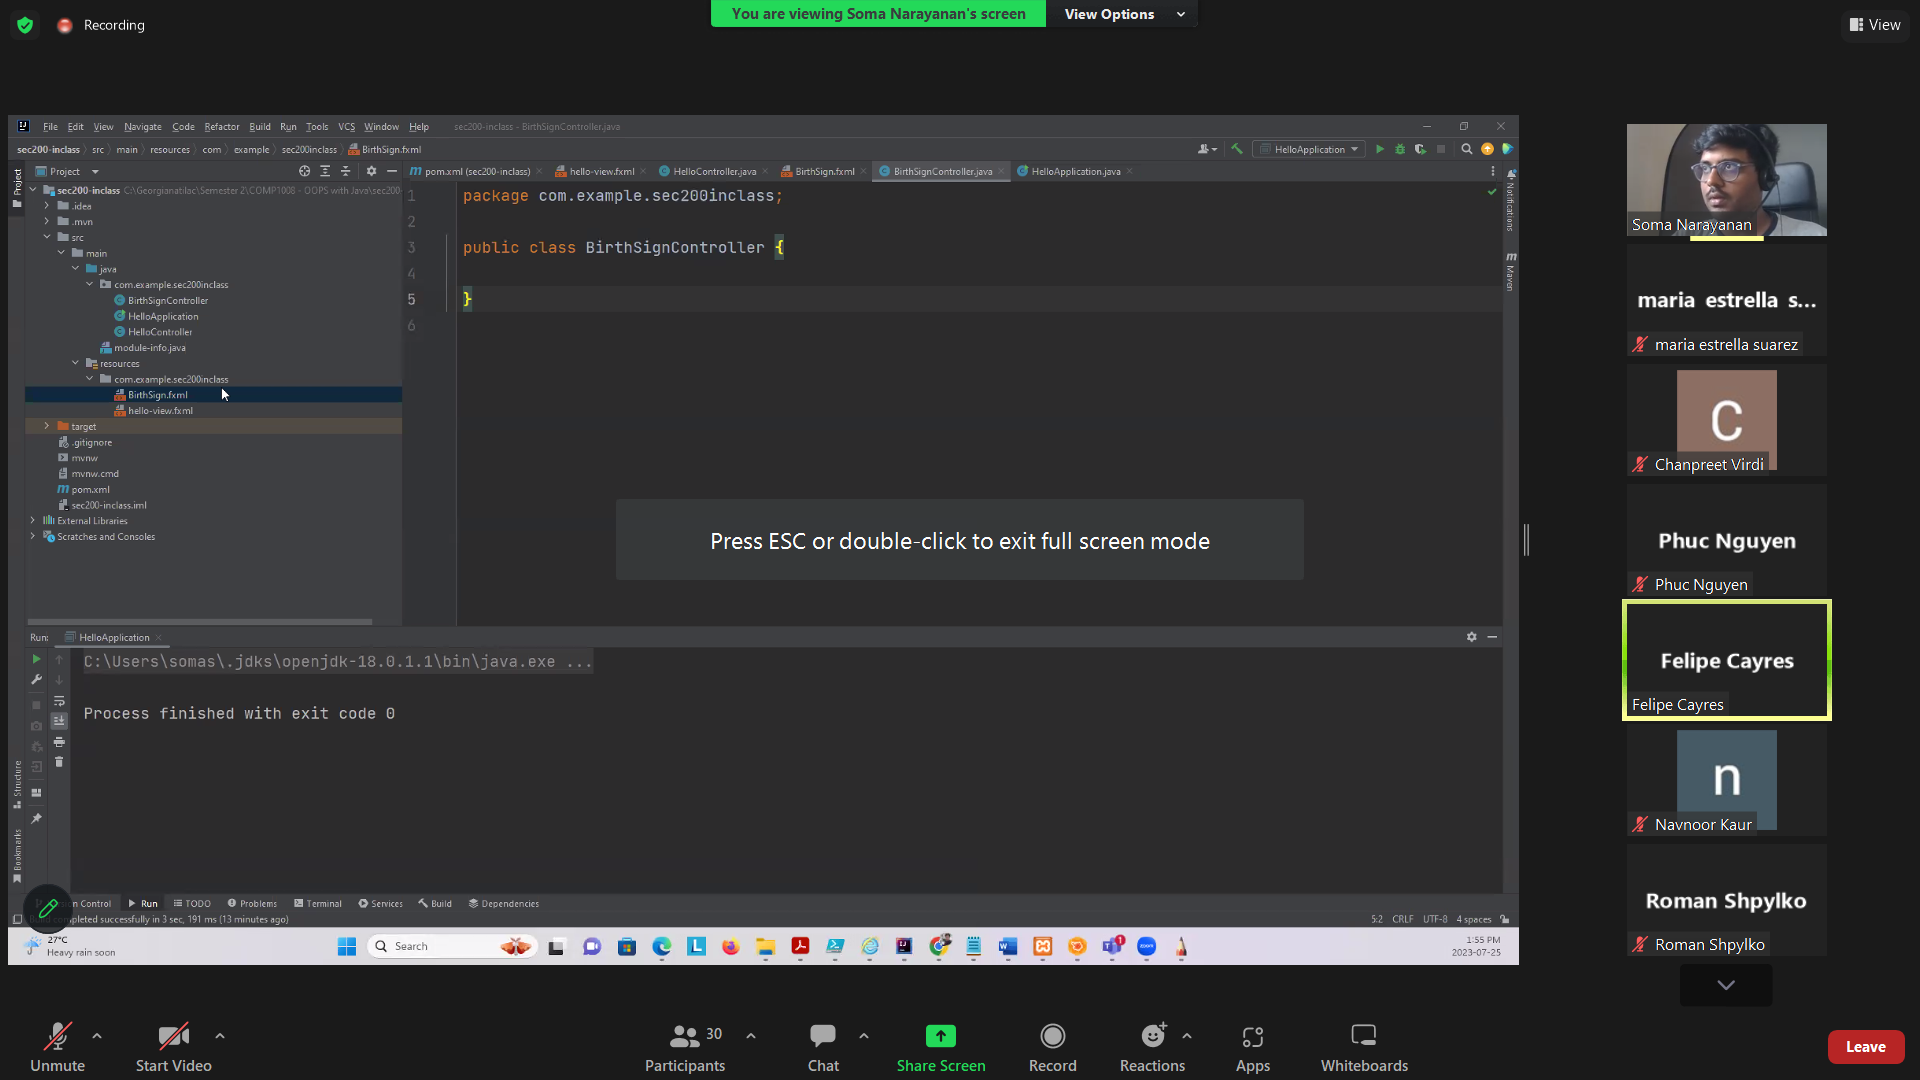 Recording
You are viewing Soma Narayanan's screen
View Options
View
File Edit View Navigate Code Refactor Build Run Tools VCS Window Help sec200-inclass - BirthSignController.java
sec200-inclass src main resources com example sec200inclass BirthSign.fxml
HelloApplication
Project
pom.xml (sec200-inclass) hello-view.fxml HelloController.java BirthSign.fxml BirthSignController.java HelloApplication.java
Project
Notifications
Maven
sec200-inclass C:\Georgianatilac\Semester 2\COMP1008 - OOPS with Java\sec200
.idea
.mvn
src
main
java
com.example.sec200inclass
BirthSignController
HelloApplication
HelloController
module-info.java
resources
com.example.sec200inclass
BirthSign.fxml
hello-view.fxml
target
.gitignore
mvnw
mvnw.cmd
pom.xml
sec200-inclass.iml
External Libraries
Scratches and Consoles
1 package com.example.sec200inclass;
2
3 public class BirthSignController {
4
5 }
6
Press ESC or double-click to exit full screen mode
Run: HelloApplication
C:\Users\somas\.jdks\openjdk-18.0.1.1\bin\java.exe ...
Process finished with exit code 0
Structure
Bookmarks
Control Run TODO Problems Terminal Services Build Dependencies
completed successfully in 3 sec, 191 ms (13 minutes ago)
5:2 CRLF UTF-8 4 spaces
27°C
Heavy rain soon
Search
1:55 PM
2023-07-25
Soma Narayanan
maria estrella s...
maria estrella suarez
C
Chanpreet Virdi
Phuc Nguyen
Phuc Nguyen
Felipe Cayres
Felipe Cayres
n
Navnoor Kaur
Roman Shpylko
Roman Shpylko
Unmute
Start Video
30
Participants
Chat
Share Screen
Record
Reactions
Apps
Whiteboards
Leave